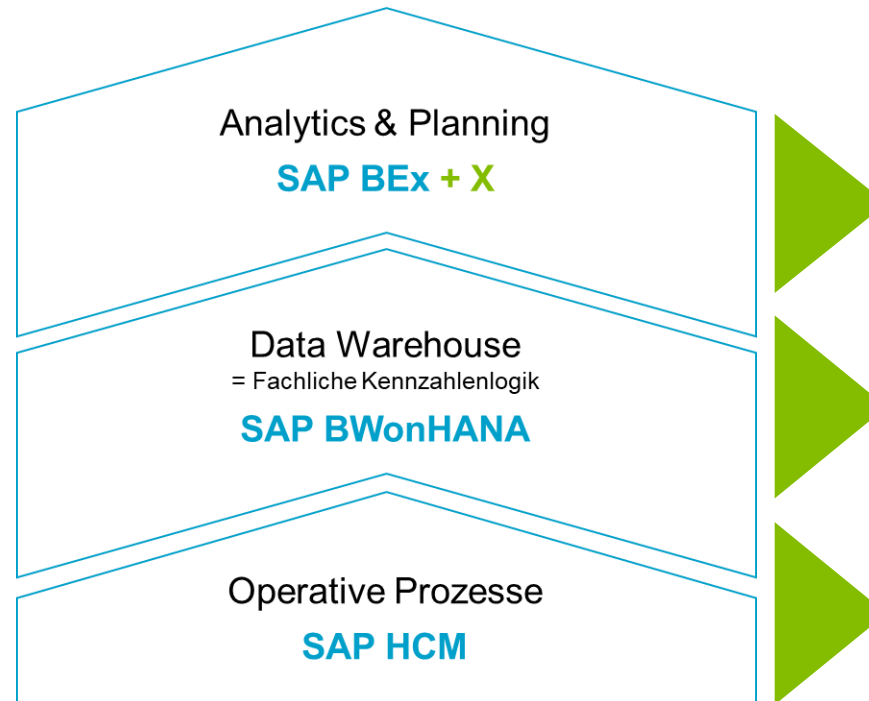 Analytics & Planning
SAP BEx + X
Data Warehouse
= Fachliche Kennzahlenlogik
SAP BWonHANA
Operative Prozesse
SAP HCM